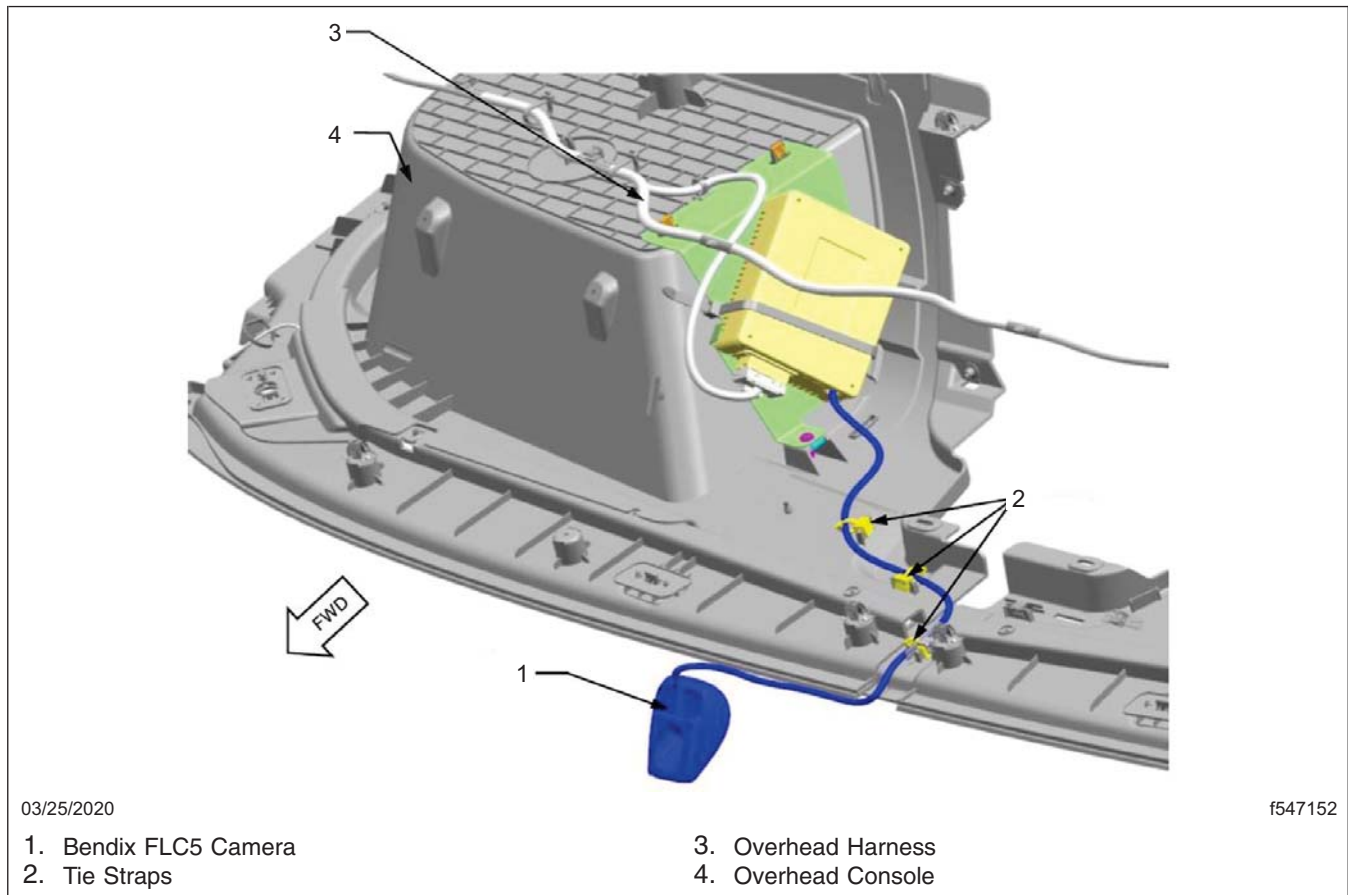 3
4
2
FWD
1
03/25/2020
f547152
1. Bendix FLC5 Camera
2. Tie Straps
3. Overhead Harness
4. Overhead Console